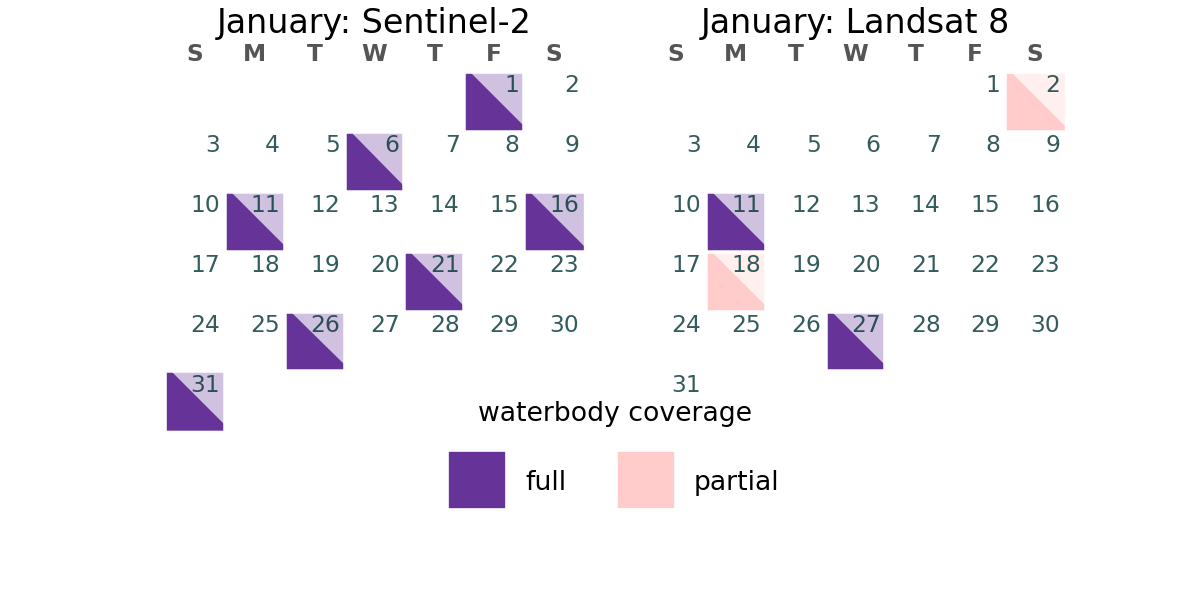 January: Sentinel-2
S M T W T F S
1 2
3 4 5 6 7 8 9
10 11 12 13 14 15 16
17 18 19 20 21 22 23
24 25 26 27 28 29 30
31
January: Landsat 8
S M T W T F S
1 2
3 4 5 6 7 8 9
10 11 12 13 14 15 16
17 18 19 20 21 22 23
24 25 26 27 28 29 30
31
waterbody coverage
full
partial